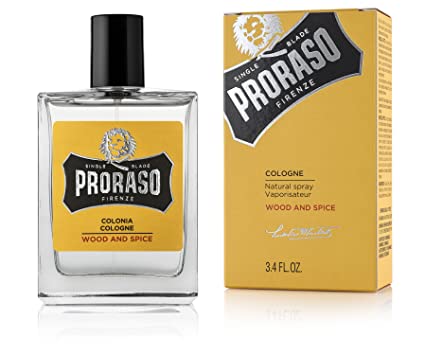 SINGLE BLADE
PRORASO
FIRENZE
COLONIA
COLOGNE
WOOD AND SPICE
SINGLE BLADE
PRORASO
FIRENZE
COLOGNE
Natural spray
Vaporisateur
WOOD AND SPICE
3.4 FL.OZ.